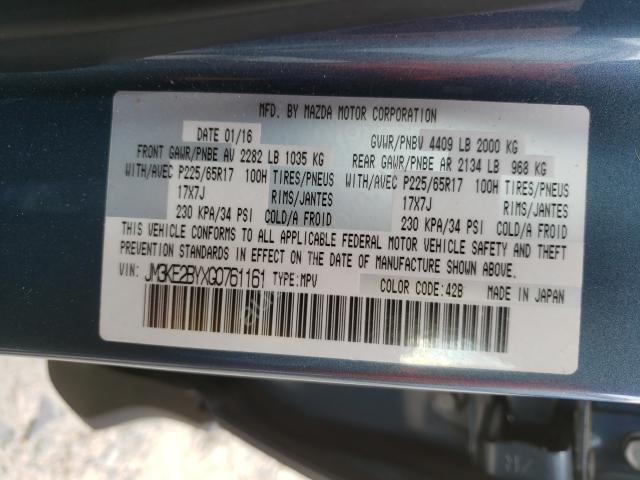 MFD. BY MAZDA MOTOR CORPORATION
DATE 01/16 GVWR/PNBV 4409 LB 2000 KG
FRONT GAWR/PNBE AV 2282 LB 1035 KG REAR GAWR/PNBE AR 2134 LB 968 KG
WITH/AVEC P225/65R17 100H TIRES/PNEUS WITH/AVEC P225/65R17 100H TIRES/PNEUS
17X7J RIMS/JANTES 17X7J RIMS/JANTES
230 KPA/34 PSI COLD/A FROID 230 KPA/34 PSI COLD/A FROID
THIS VEHICLE CONFORMS TO ALL APPLICABLE FEDERAL MOTOR VEHICLE SAFETY AND THEFT
PREVENTION STANDARDS IN EFFECT ON THE DATE OF MANUFACTURE SHOWN ABOVE.
VIN: JM3KE2BYXG0761161 TYPE:MPV COLOR CODE:42B MADE IN JAPAN